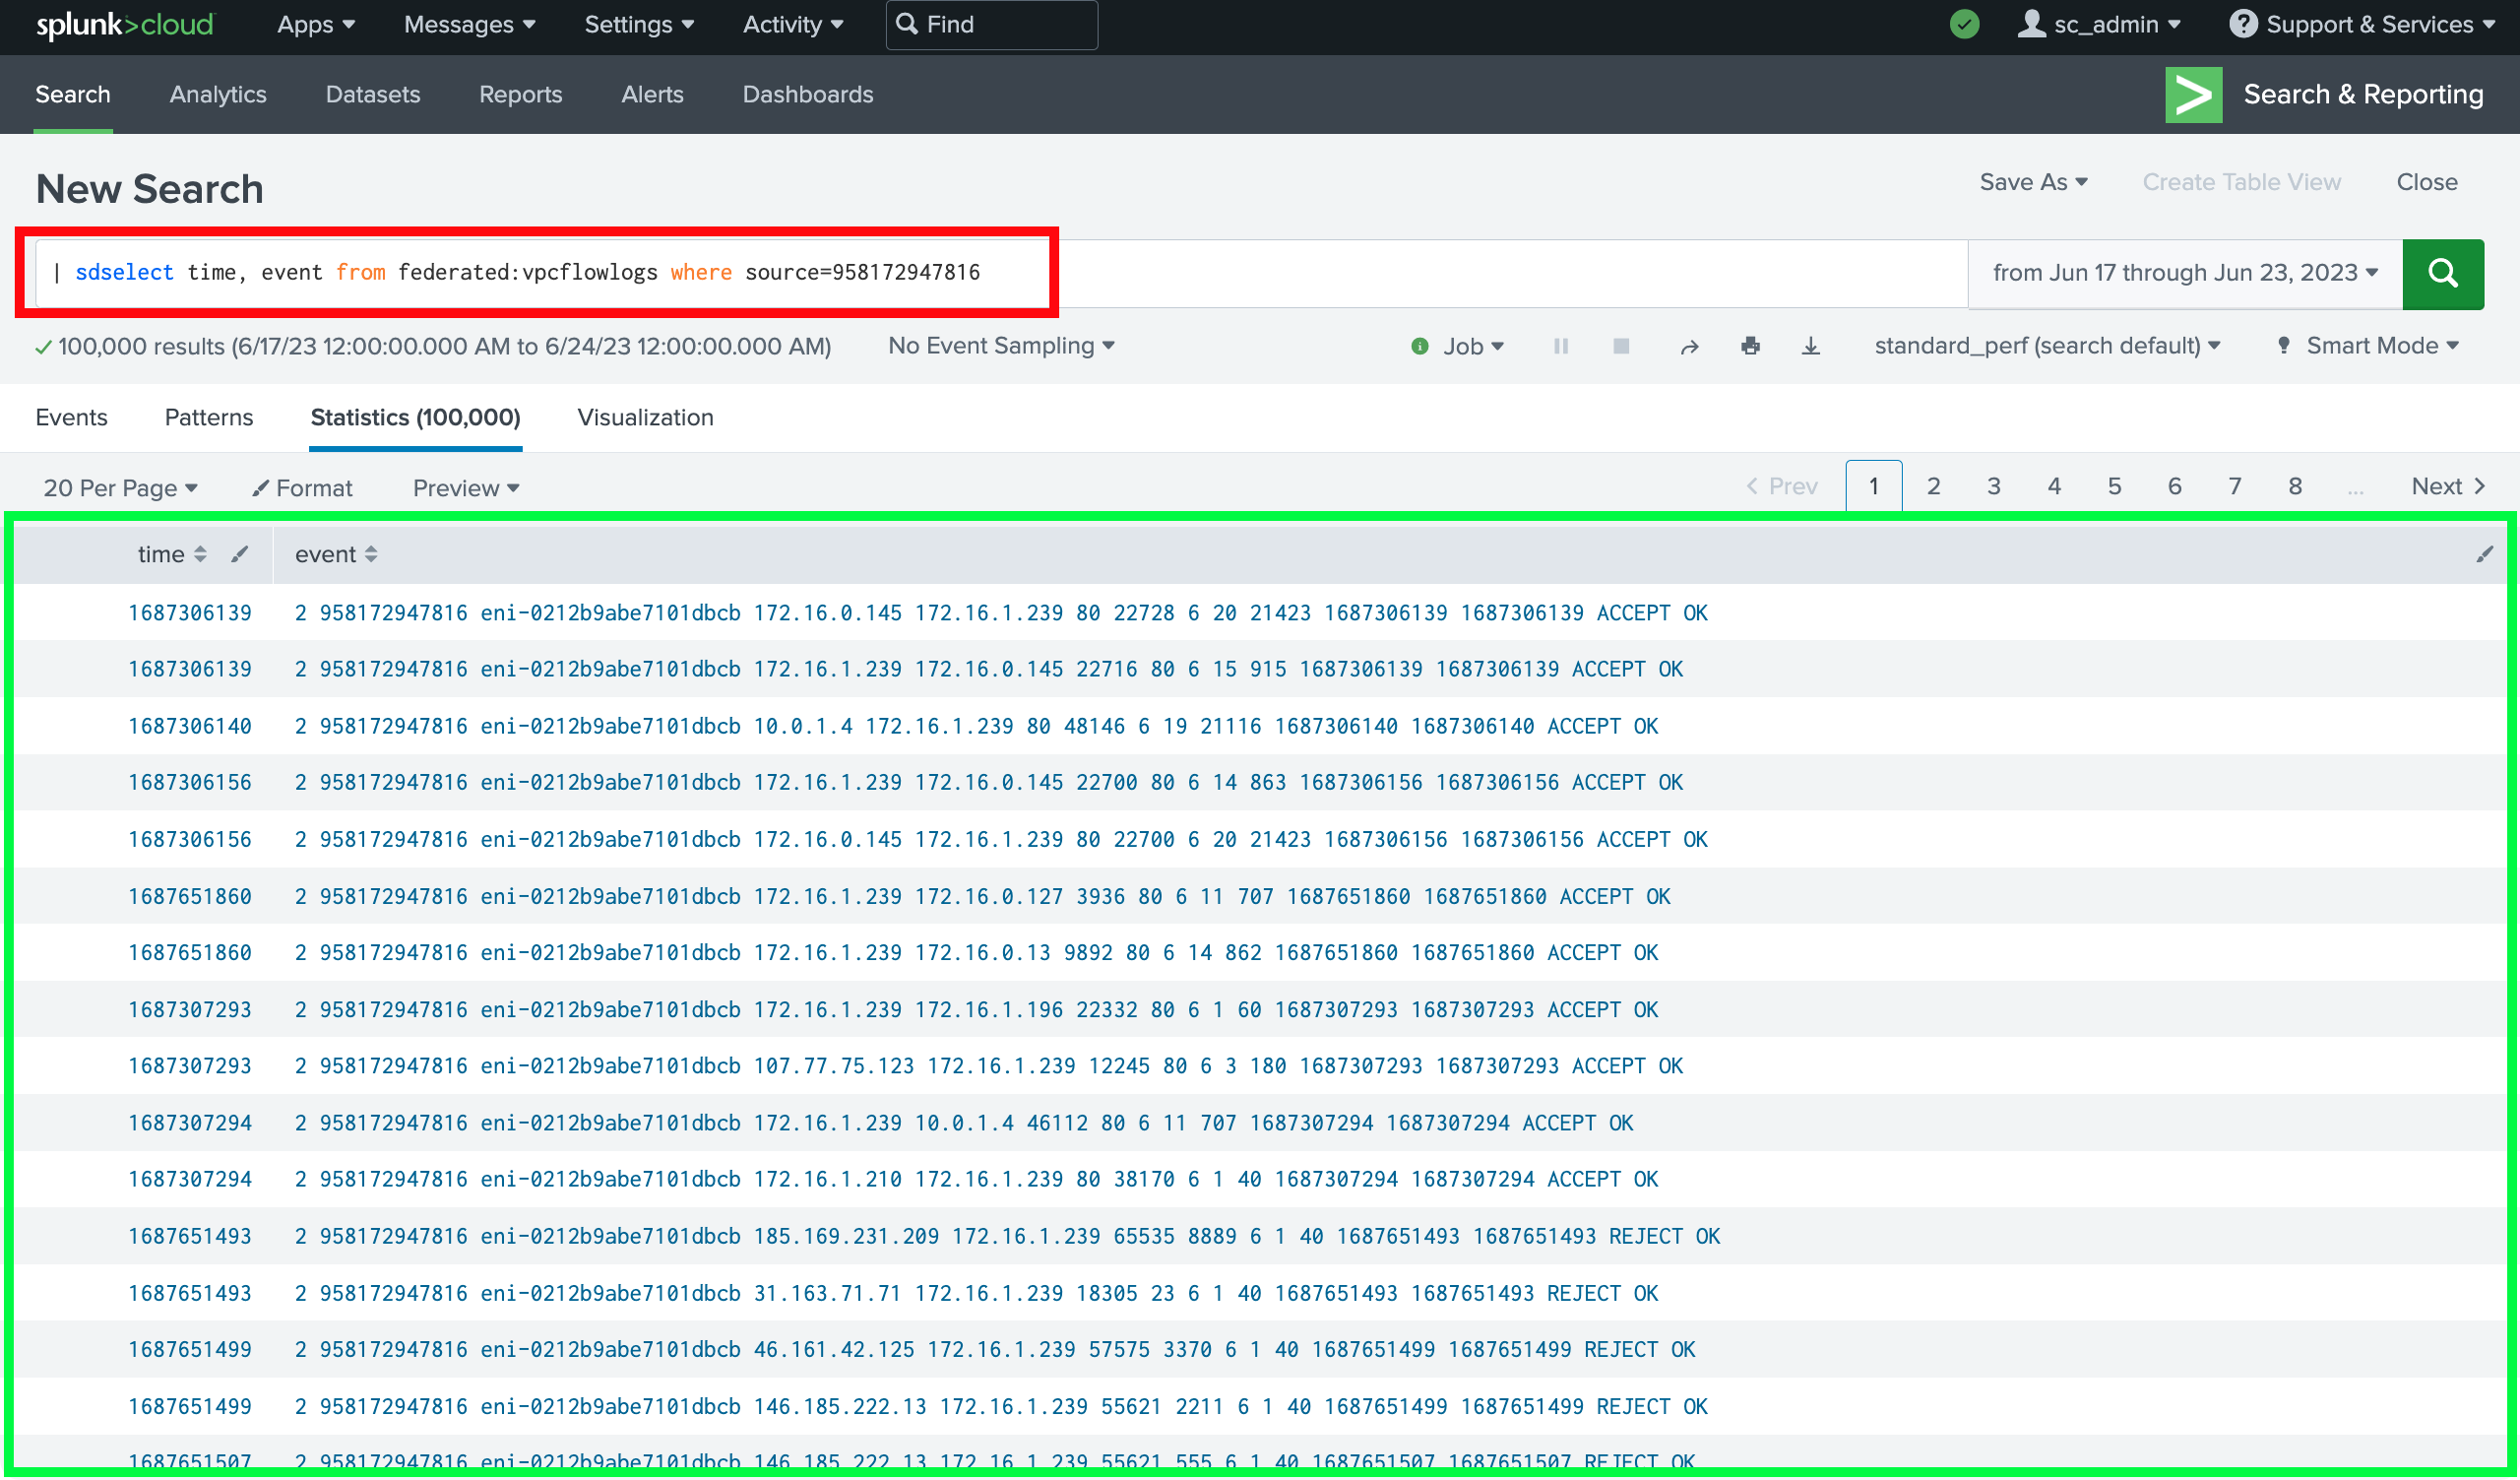 splunk>cloud Apps Messages Settings Activity Find sc_admin Support & Services
Search Analytics Datasets Reports Alerts Dashboards Search & Reporting
New Search
Save As Create Table View Close
| sdselect time, event from federated:vpcflowlogs where source=958172947816 from Jun 17 through Jun 23, 2023
100,000 results (6/17/23 12:00:00.000 AM to 6/24/23 12:00:00.000 AM) No Event Sampling Job standard_perf (search default) Smart Mode
Events Patterns Statistics (100,000) Visualization
20 Per Page Format Preview < Prev 1 2 3 4 5 6 7 8 ... Next >
time event
1687306139 2 958172947816 eni-0212b9abe7101dbcb 172.16.0.145 172.16.1.239 80 22728 6 20 21423 1687306139 1687306139 ACCEPT OK
1687306139 2 958172947816 eni-0212b9abe7101dbcb 172.16.1.239 172.16.0.145 22716 80 6 15 915 1687306139 1687306139 ACCEPT OK
1687306140 2 958172947816 eni-0212b9abe7101dbcb 10.0.1.4 172.16.1.239 80 48146 6 19 21116 1687306140 1687306140 ACCEPT OK
1687306156 2 958172947816 eni-0212b9abe7101dbcb 172.16.1.239 172.16.0.145 22700 80 6 14 863 1687306156 1687306156 ACCEPT OK
1687306156 2 958172947816 eni-0212b9abe7101dbcb 172.16.0.145 172.16.1.239 80 22700 6 20 21423 1687306156 1687306156 ACCEPT OK
1687651860 2 958172947816 eni-0212b9abe7101dbcb 172.16.1.239 172.16.0.127 3936 80 6 11 707 1687651860 1687651860 ACCEPT OK
1687651860 2 958172947816 eni-0212b9abe7101dbcb 172.16.1.239 172.16.0.13 9892 80 6 14 862 1687651860 1687651860 ACCEPT OK
1687307293 2 958172947816 eni-0212b9abe7101dbcb 172.16.1.239 172.16.1.196 22332 80 6 1 60 1687307293 1687307293 ACCEPT OK
1687307293 2 958172947816 eni-0212b9abe7101dbcb 107.77.75.123 172.16.1.239 12245 80 6 3 180 1687307293 1687307293 ACCEPT OK
1687307294 2 958172947816 eni-0212b9abe7101dbcb 172.16.1.239 10.0.1.4 46112 80 6 11 707 1687307294 1687307294 ACCEPT OK
1687307294 2 958172947816 eni-0212b9abe7101dbcb 172.16.1.210 172.16.1.239 80 38170 6 1 40 1687307294 1687307294 ACCEPT OK
1687651493 2 958172947816 eni-0212b9abe7101dbcb 185.169.231.209 172.16.1.239 65535 8889 6 1 40 1687651493 1687651493 REJECT OK
1687651493 2 958172947816 eni-0212b9abe7101dbcb 31.163.71.71 172.16.1.239 18305 23 6 1 40 1687651493 1687651493 REJECT OK
1687651499 2 958172947816 eni-0212b9abe7101dbcb 46.161.42.125 172.16.1.239 57575 3370 6 1 40 1687651499 1687651499 REJECT OK
1687651499 2 958172947816 eni-0212b9abe7101dbcb 146.185.222.13 172.16.1.239 55621 2211 6 1 40 1687651499 1687651499 REJECT OK
1687651507 2 958172947816 eni-0212b9abe7101dbcb 146.185.222.13 172.16.1.239 55621 555 6 1 40 1687651507 1687651507 REJECT OK